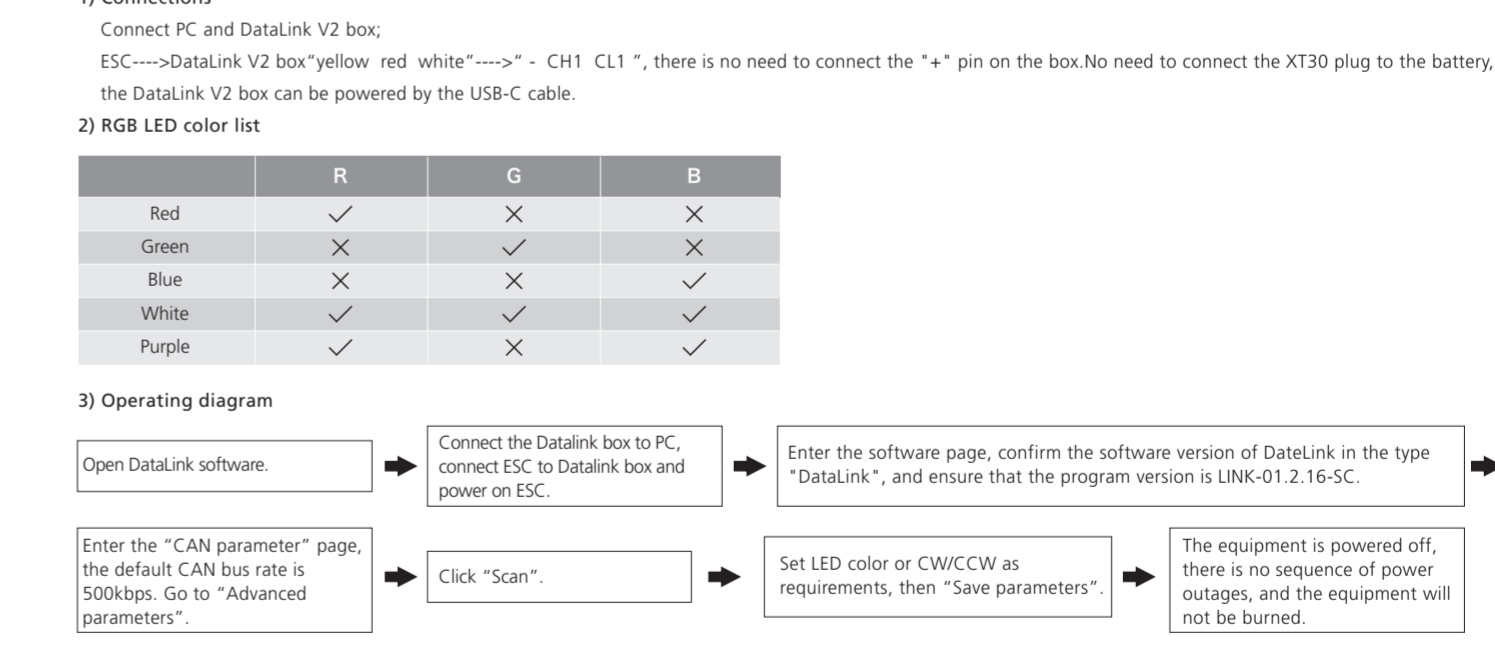 1) Connections
Connect PC and DataLink V2 box;
ESC---->DataLink V2 box“yellow  red  white”---->“ -  CH1  CL1 ”, there is no need to connect the "+" pin on the box.No need to connect the XT30 plug to the battery,
the DataLink V2 box can be powered by the USB-C cable.
2) RGB LED color list
R G B
Red ✓ ✕ ✕
Green ✕ ✓ ✕
Blue ✕ ✕ ✓
White ✓ ✓ ✓
Purple ✓ ✕ ✓
3) Operating diagram
Open DataLink software.
Connect the Datalink box to PC,
connect ESC to Datalink box and
power on ESC.
Enter the software page, confirm the software version of DateLink in the type
"DataLink", and ensure that the program version is LINK-01.2.16-SC.
Enter the “CAN parameter” page,
the default CAN bus rate is
500kbps. Go to “Advanced
parameters”.
Click “Scan”.
Set LED color or CW/CCW as
requirements, then “Save parameters”.
The equipment is powered off,
there is no sequence of power
outages, and the equipment will
not be burned.